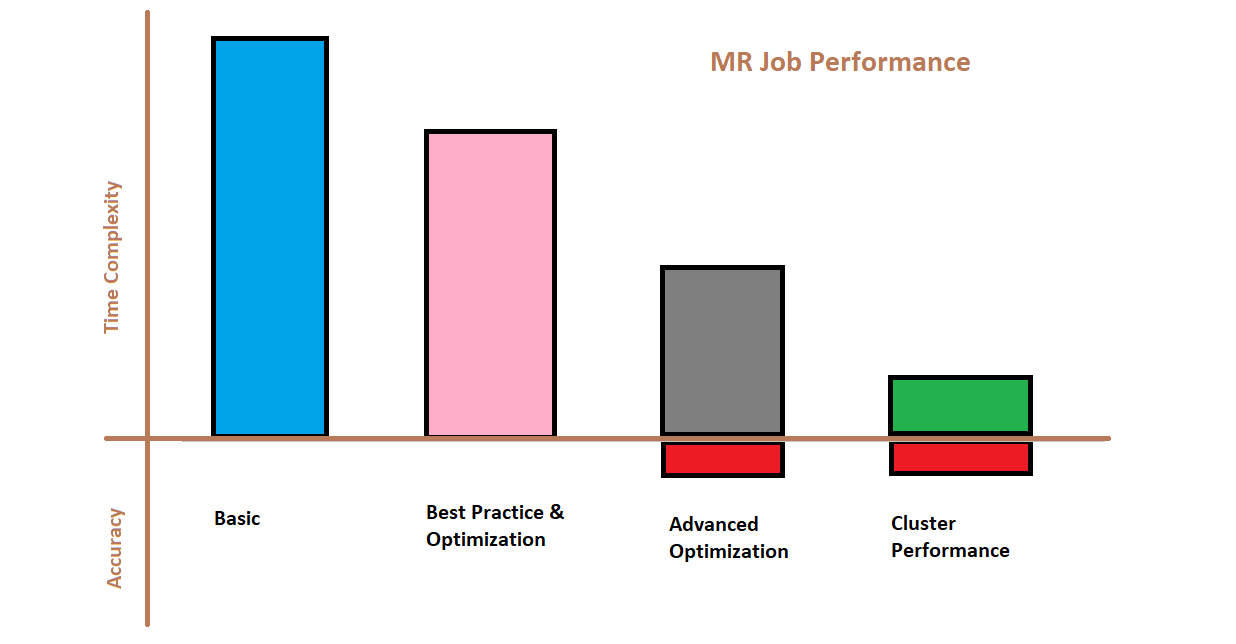 MR Job Performance
Time Complexity
Accuracy
Basic
Best Practice &
Optimization
Advanced
Optimization
Cluster
Performance